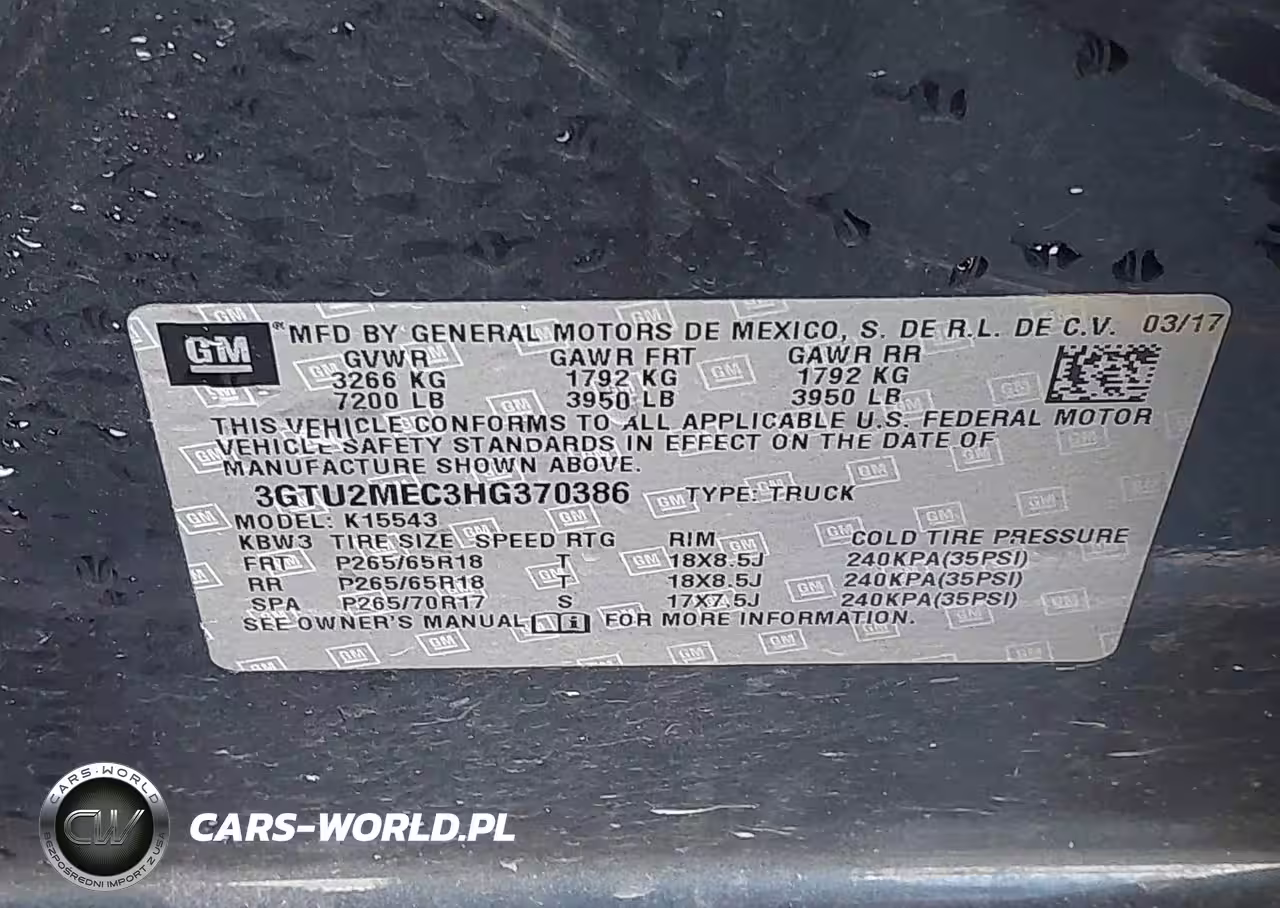 GM ® MFD BY GENERAL MOTORS DE MEXICO, S. DE R.L. DE C.V. 03/17
GVWR GAWR FRT GAWR RR
3266 KG 1792 KG 1792 KG
7200 LB 3950 LB 3950 LB
THIS VEHICLE CONFORMS TO ALL APPLICABLE U.S. FEDERAL MOTOR
VEHICLE SAFETY STANDARDS IN EFFECT ON THE DATE OF
MANUFACTURE SHOWN ABOVE.
3GTU2MEC3HG370386 TYPE: TRUCK
MODEL: K15543
KBW3 TIRE SIZE SPEED RTG RIM COLD TIRE PRESSURE
FRT P265/65R18 T 18X8.5J 240KPA(35PSI)
RR P265/65R18 T 18X8.5J 240KPA(35PSI)
SPA P265/70R17 S 17X7.5J 240KPA(35PSI)
SEE OWNER'S MANUAL FOR MORE INFORMATION.
CARS-WORLD
CW
BEZPOŚREDNI IMPORT Z USA
CARS-WORLD.PL